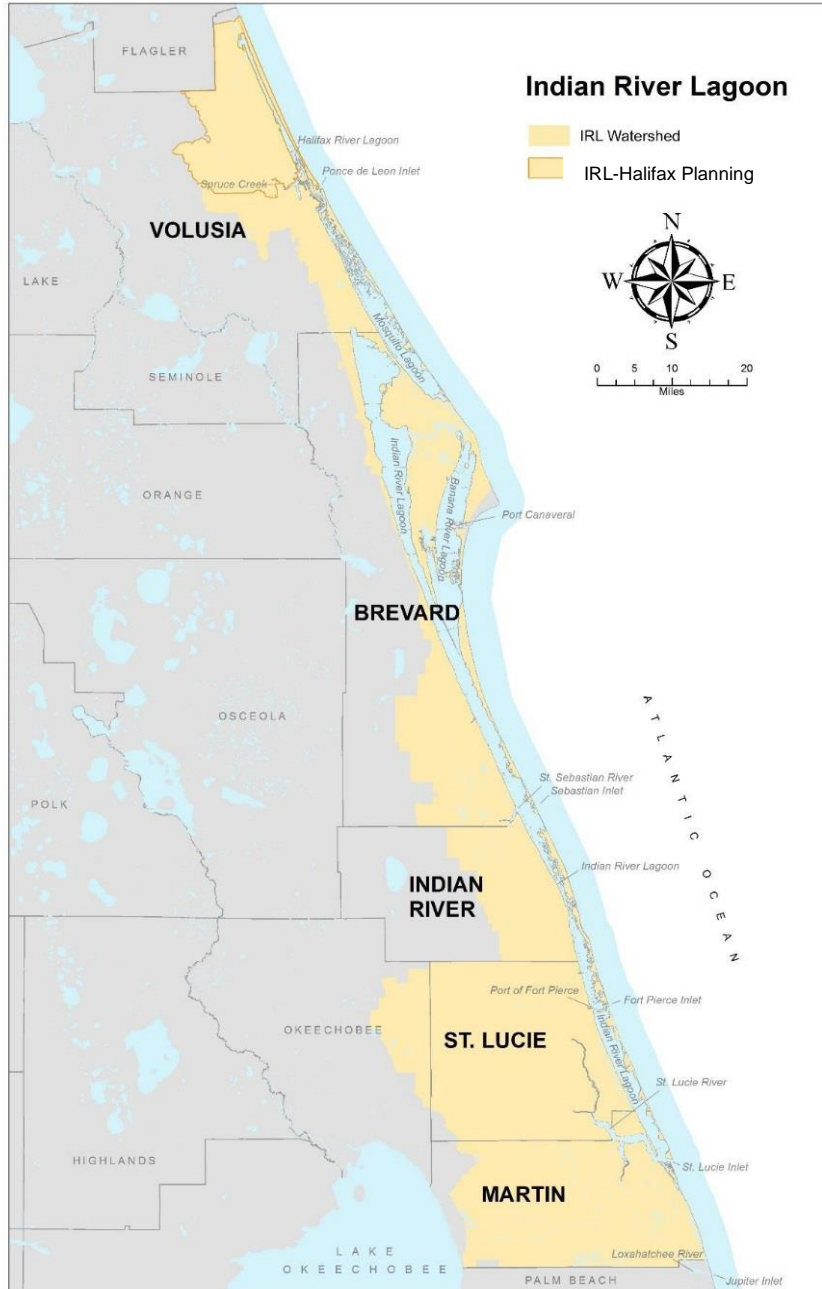 FLAGLER
Indian River Lagoon
IRL Watershed
IRL-Halifax Planning
Halifax River Lagoon
Ponce de Leon Inlet
Spruce Creek
VOLUSIA
N
W
E
S
LAKE
0 5 10 20
Miles
Mosquito Lagoon
SEMINOLE
Indian River Lagoon
ORANGE
Banana River Lagoon
Port Canaveral
BREVARD
OSCEOLA
ATLANTIC OCEAN
St. Sebastian River
Sebastian Inlet
POLK
Indian River Lagoon
INDIAN
RIVER
Port of Fort Pierce
Fort Pierce Inlet
OKEECHOBEE
ST. LUCIE
Indian River Lagoon
St. Lucie River
HIGHLANDS
St. Lucie Inlet
MARTIN
LAKE
OKEECHOBEE
Loxahatchee River
PALM BEACH
Jupiter Inlet